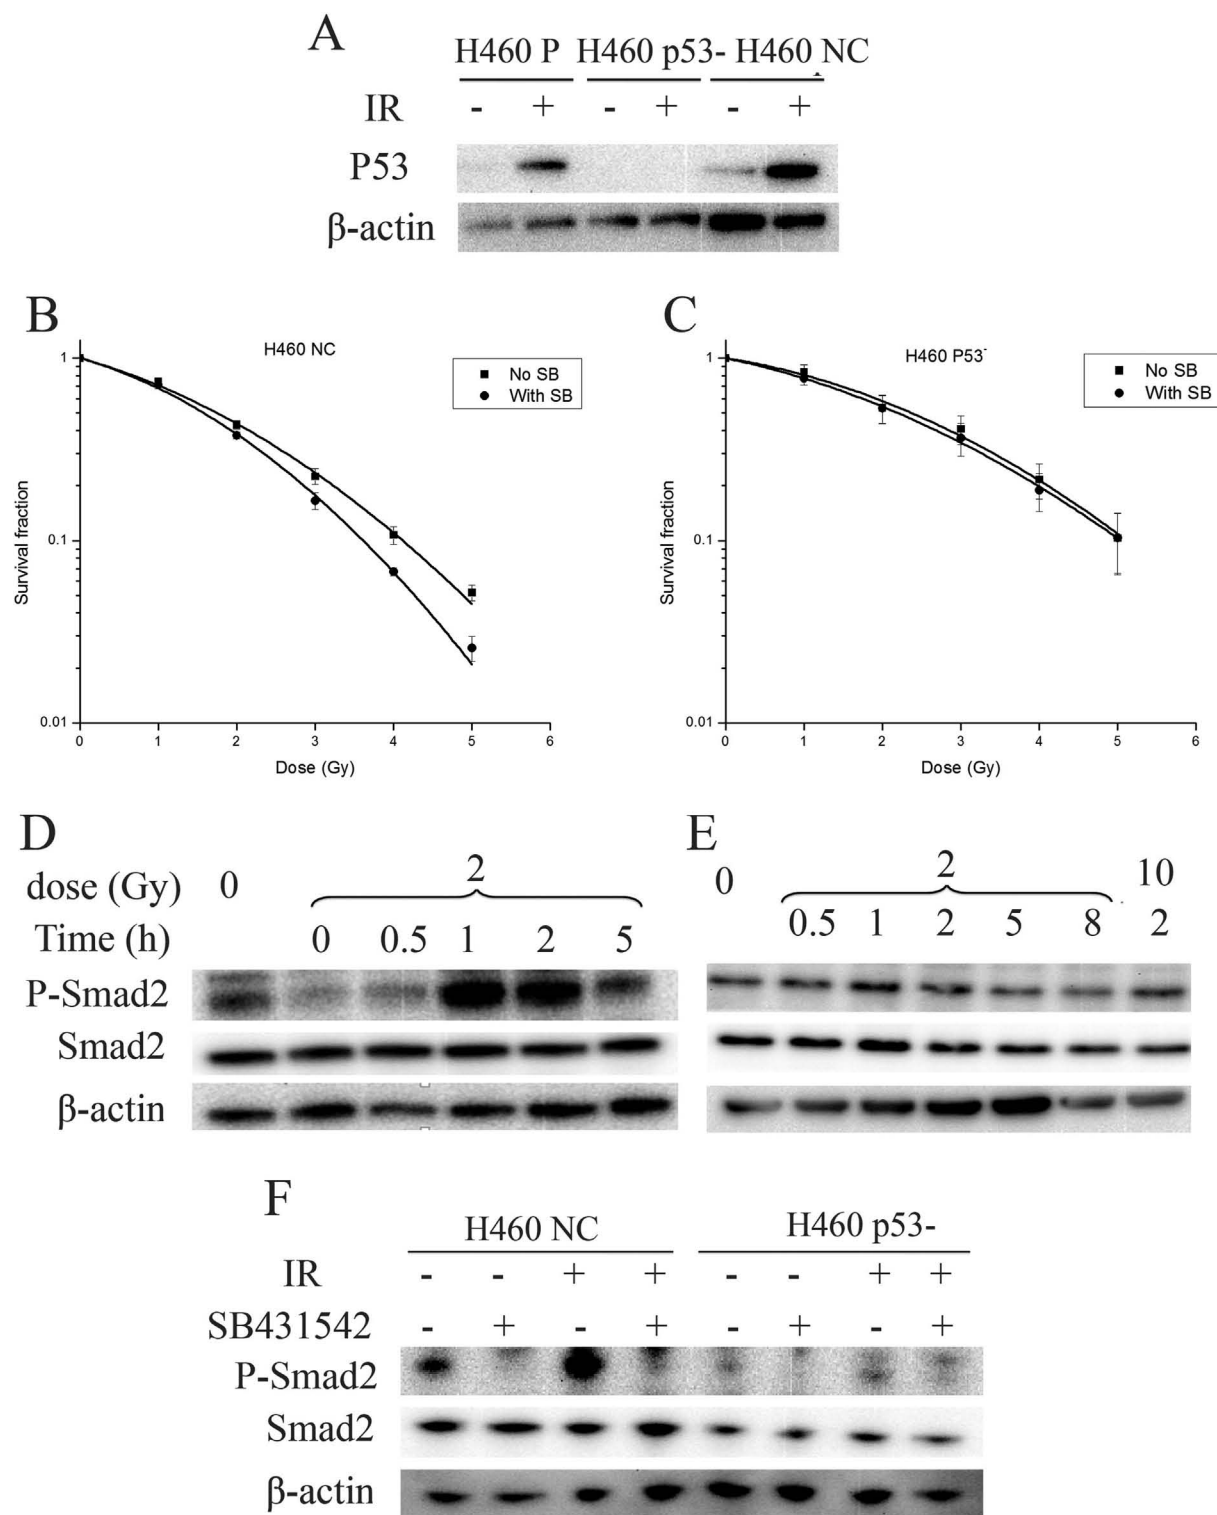 A
H460 P H460 p53- H460 NC
IR - + - + - +
P53
β-actin
B
H460 NC
No SB
With SB
1
0.1
0.01
Survival fraction
0 1 2 3 4 5 6
Dose (Gy)
C
H460 P53-
No SB
With SB
1
0.1
0.01
Survival fraction
0 1 2 3 4 5 6
Dose (Gy)
D
dose (Gy) 0 2
Time (h) 0 0.5 1 2 5
P-Smad2
Smad2
β-actin
E
0 2 10
0.5 1 2 5 8 2
F
H460 NC H460 p53-
IR - - + + - - + +
SB431542 - + - + - + - +
P-Smad2
Smad2
β-actin